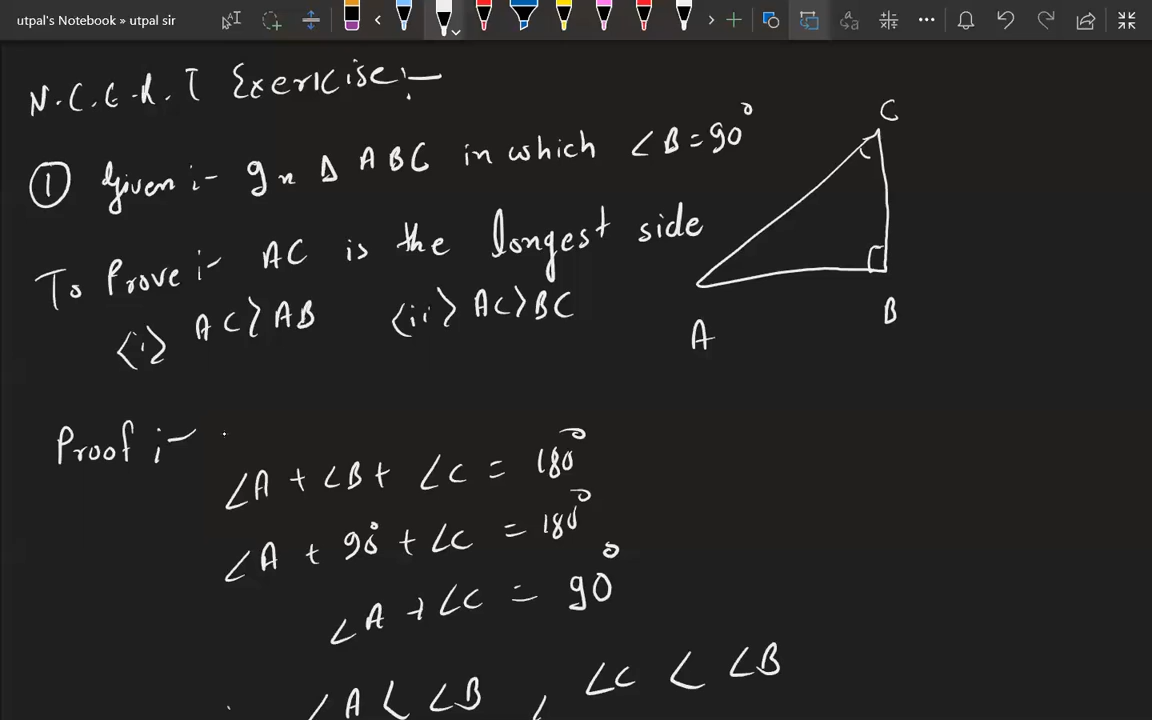 utpal's Notebook » utpal sir
N.C.E.R.T Exercise:-
① Given :- In Δ ABC in which ∠B=90°
To Prove :- AC is the longest side
<i> AC>AB <ii> AC>BC
C
A
B
Proof :-
∠A + ∠B + ∠C = 180°
∠A + 90° + ∠C = 180°
∠A + ∠C = 90°
∠A < ∠B , ∠C < ∠B